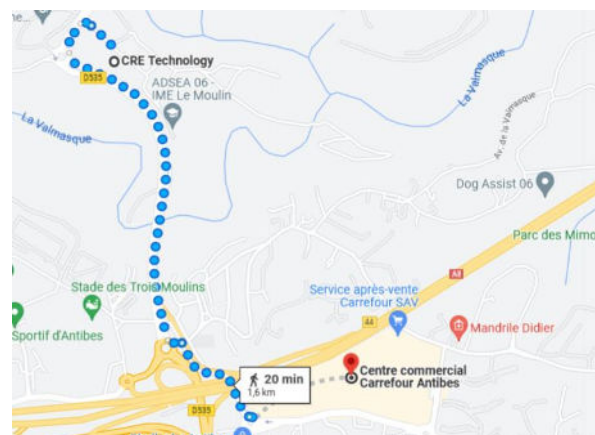 CRE Technology
D535
ADSEA 06 -
IME Le Moulin
La Valmasque
La Valmasque
Av. de la Valmasque
Dog Assist 06
Parc des Mimo
A8
Service après-vente
Carrefour SAV
Stade des Trois Moulins
44
Mandrile Didier
Sportif d'Antibes
20 min
1,6 km
Centre commercial
Carrefour Antibes
D535